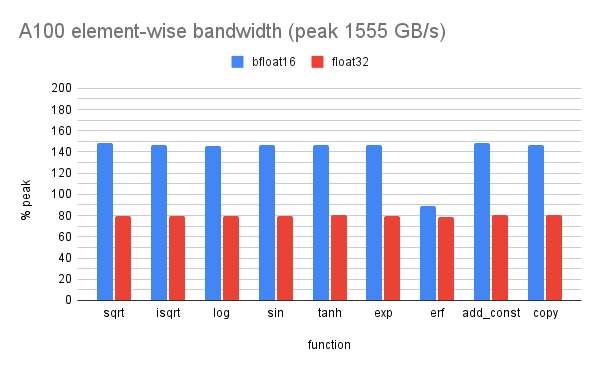 A100 element-wise bandwidth (peak 1555 GB/s)
bfloat16 float32
200
180
160
140
120
100
80
60
40
20
0
% peak
sqrt isqrt log sin tanh exp erf add_const copy
function